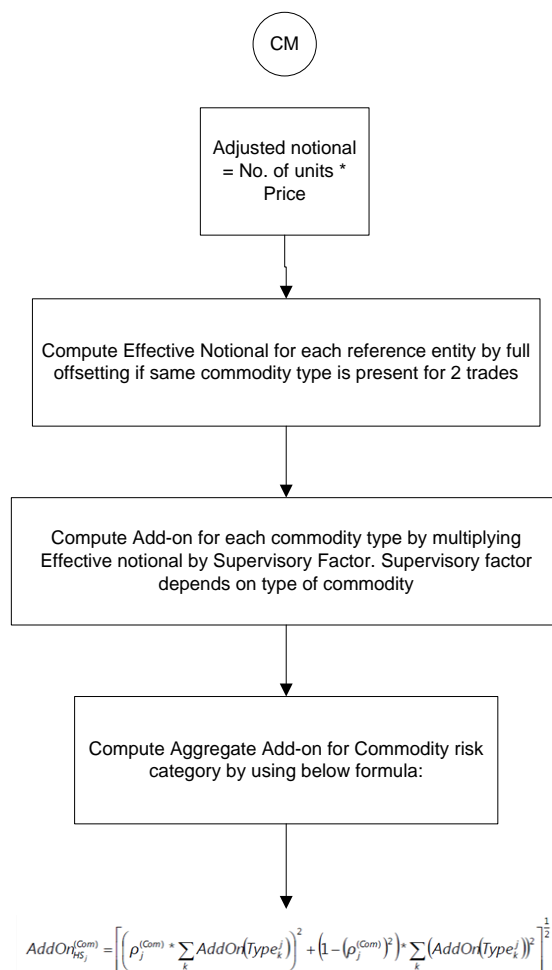 CM
Adjusted notional
= No. of units *
Price
Compute Effective Notional for each reference entity by full
offsetting if same commodity type is present for 2 trades
Compute Add-on for each commodity type by multiplying
Effective notional by Supervisory Factor. Supervisory factor
depends on type of commodity
Compute Aggregate Add-on for Commodity risk
category by using below formula:
AddOn_{HS_j}^{(Com)} = [(ρ_j^{(Com)} * ∑_k AddOn(Type_k^j))^2 + (1-(ρ_j^{(Com)})^2) * ∑_k (AddOn(Type_k^j))^2]^{1/2}